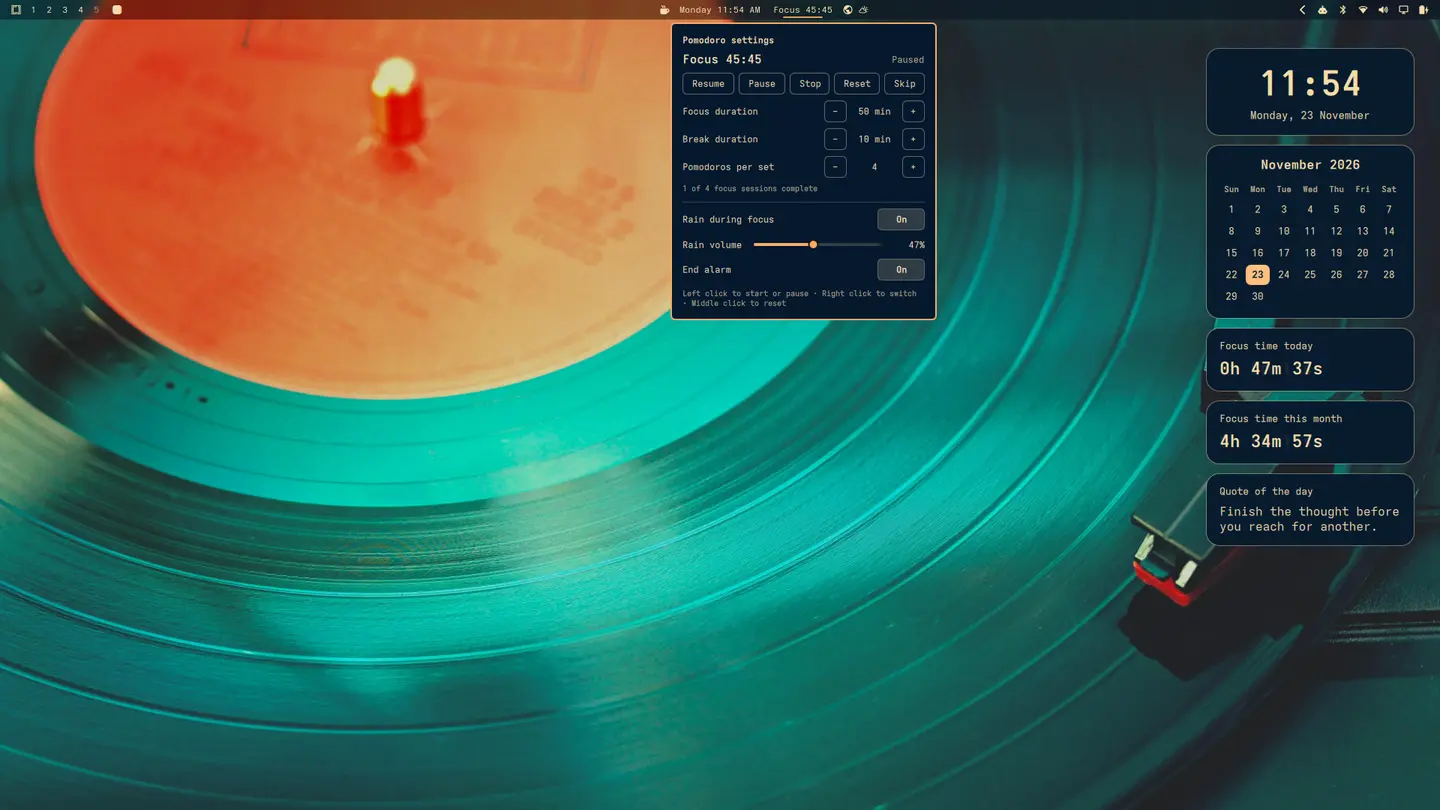 1 2 3 4 5
Monday 11:54 AM Focus 45:45
Pomodoro settings
Focus 45:45 Paused
Resume Pause Stop Reset Skip
Focus duration - 50 min +
Break duration - 10 min +
Pomodoros per set - 4 +
1 of 4 focus sessions complete
Rain during focus On
Rain volume 47%
End alarm On
Left click to start or pause · Right click to switch
· Middle click to reset
11:54
Monday, 23 November
November 2026
Sun Mon Tue Wed Thu Fri Sat
1 2 3 4 5 6 7
8 9 10 11 12 13 14
15 16 17 18 19 20 21
22 23 24 25 26 27 28
29 30
Focus time today
0h 47m 37s
Focus time this month
4h 34m 57s
Quote of the day
Finish the thought before
you reach for another.